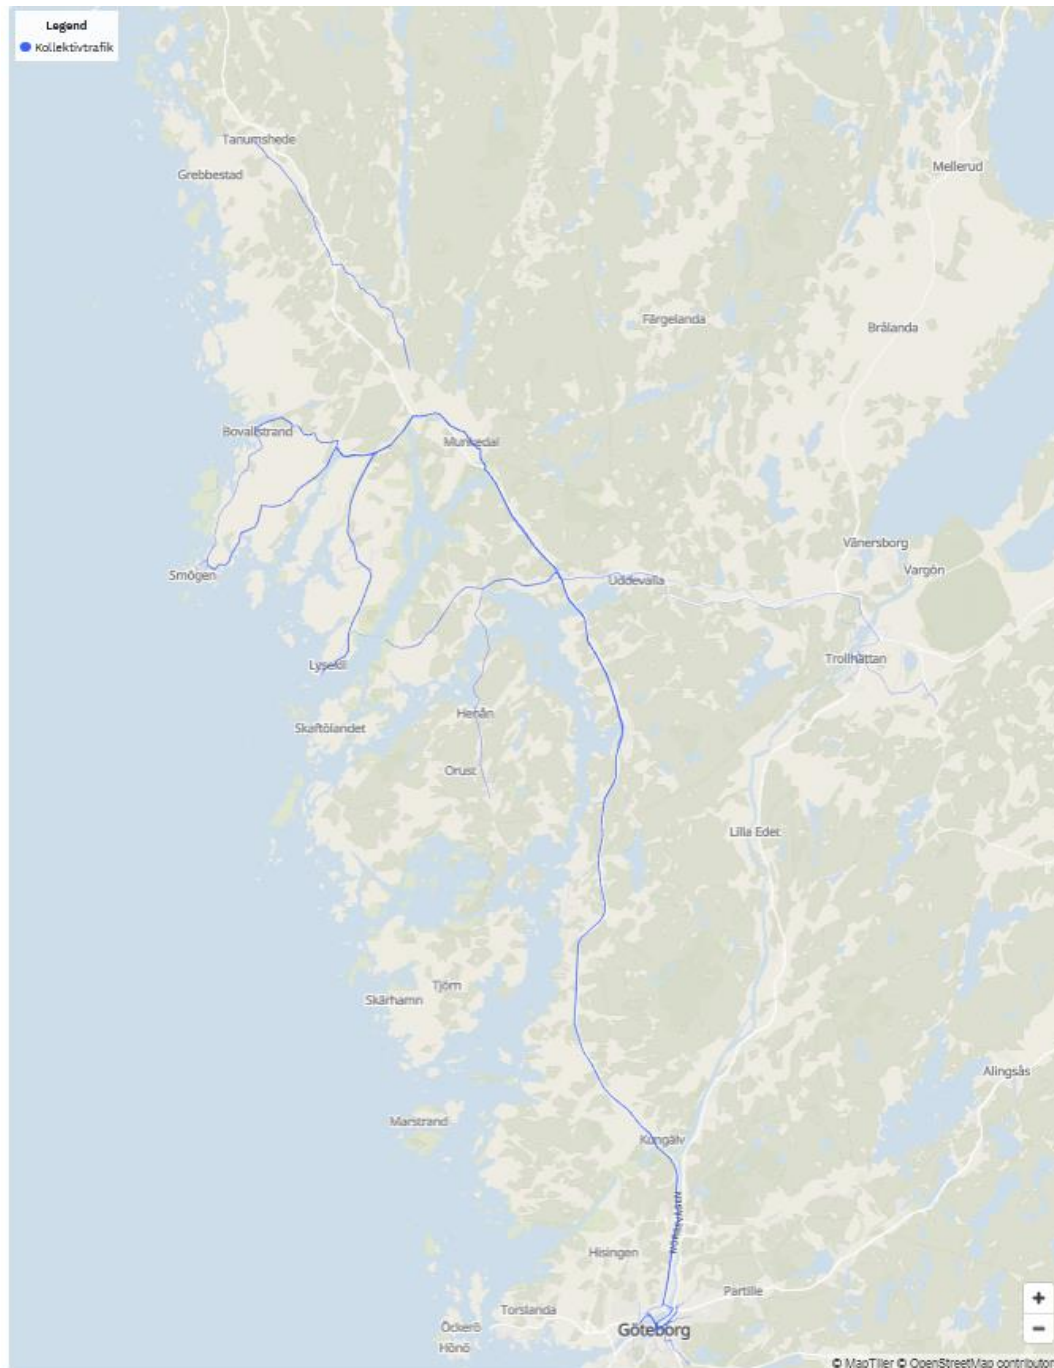 Legend
Kollektivtrafik
Tanumshede
Grebbestad
Mellerud
Färgelanda
Brålanda
Bovallstrand
Munkedal
Vänersborg
Vargön
Smögen
Uddevalla
Lysekil
Trollhättan
Henån
Skaftölandet
Orust
Lilla Edet
Tjörn
Skärhamn
Alingsås
Marstrand
Kungälv
Hisingen
Partille
Torslanda
Öckerö
Göteborg
Hönö
+
−
© MapTiler © OpenStreetMap contributor